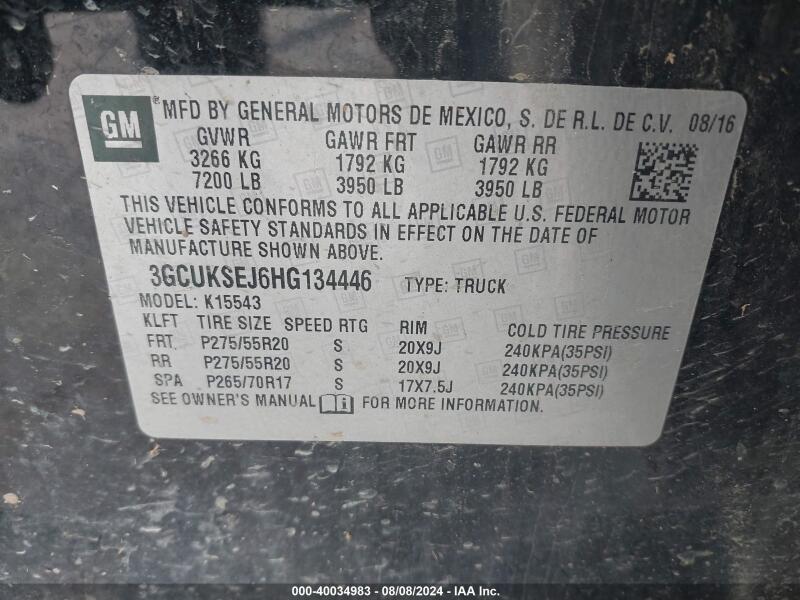 GM ® MFD BY GENERAL MOTORS DE MEXICO, S. DE R.L. DE C.V. 08/16
GVWR GAWR FRT GAWR RR
3266 KG 1792 KG 1792 KG
7200 LB 3950 LB 3950 LB
THIS VEHICLE CONFORMS TO ALL APPLICABLE U.S. FEDERAL MOTOR
VEHICLE SAFETY STANDARDS IN EFFECT ON THE DATE OF
MANUFACTURE SHOWN ABOVE.
3GCUKSEJ6HG134446 TYPE: TRUCK
MODEL: K15543
KLFT TIRE SIZE SPEED RTG RIM COLD TIRE PRESSURE
FRT. P275/55R20 S 20X9J 240KPA(35PSI)
RR P275/55R20 S 20X9J 240KPA(35PSI)
SPA P265/70R17 S 17X7.5J 240KPA(35PSI)
SEE OWNER'S MANUAL FOR MORE INFORMATION.
000-40034983 - 08/08/2024 - IAA Inc.